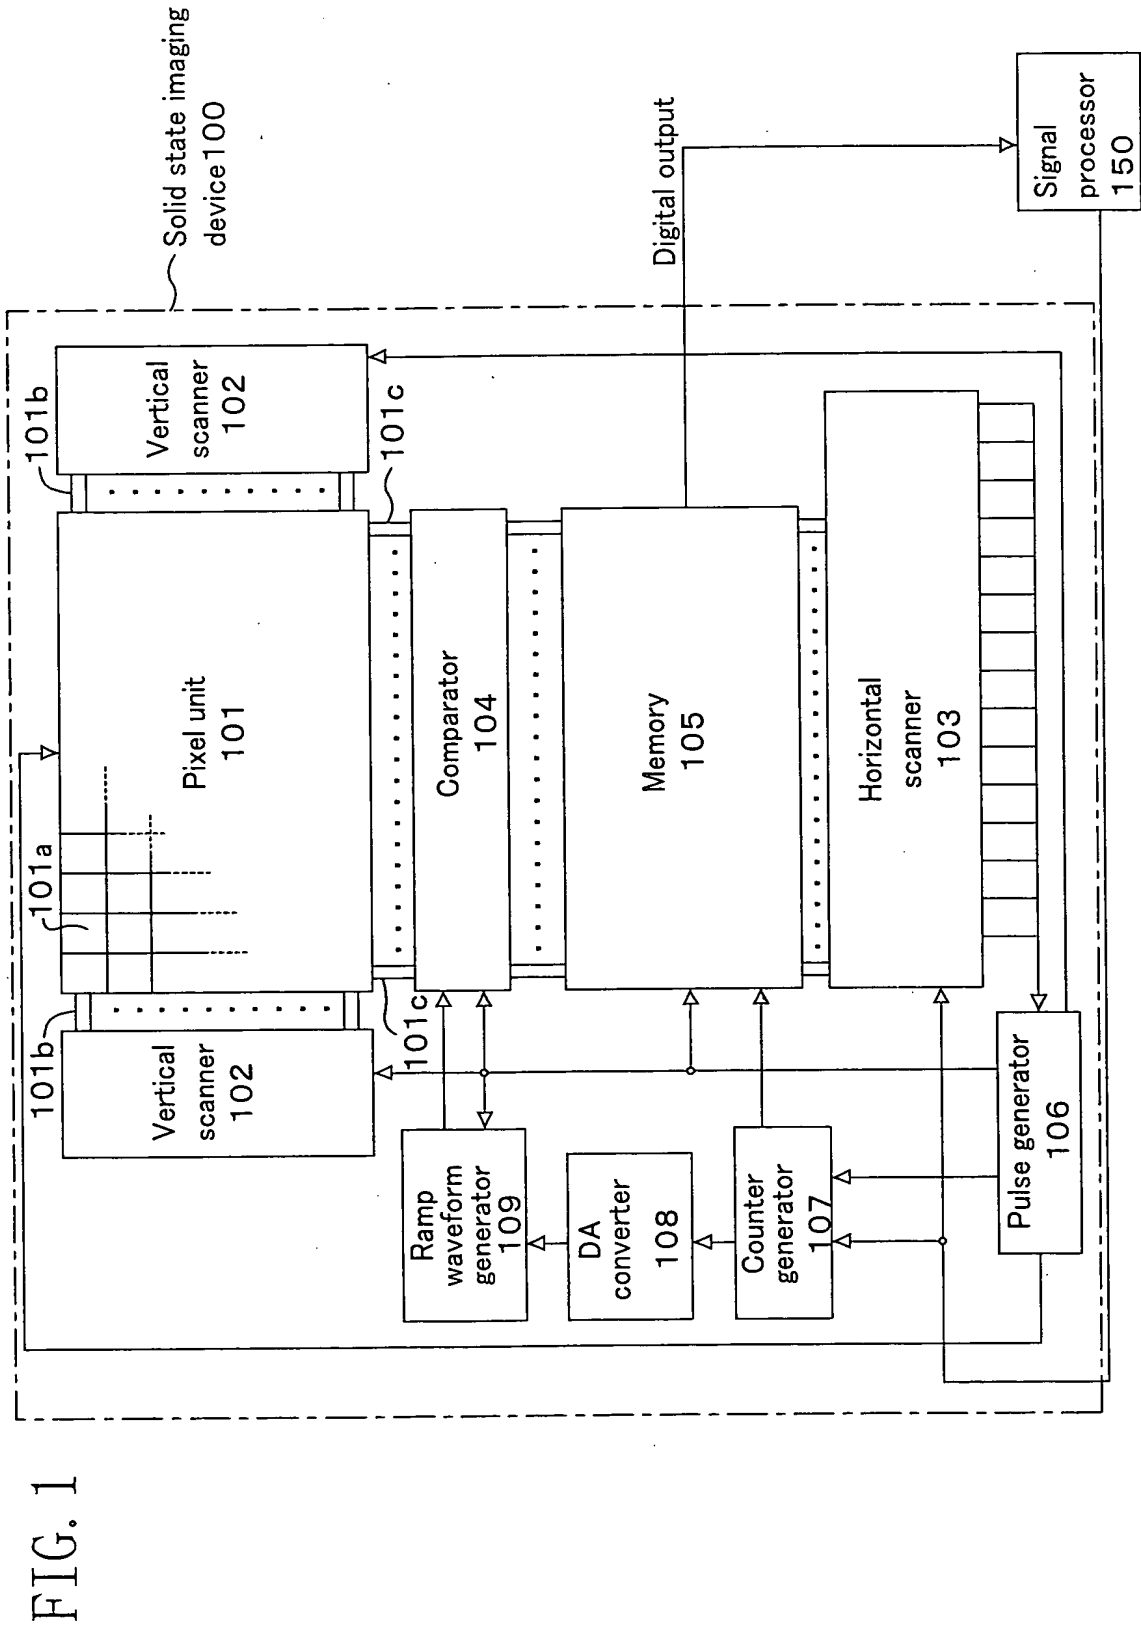 FIG. 1
Solid state imaging
device100
101b
101b
101a
Vertical
scanner
102
Pixel unit
101
Vertical
scanner
102
101c
101c
Comparator
104
Ramp
waveform
generator
109
DA
converter
108
Memory
105
Digital output
Counter
generator
107
Horizontal
scanner
103
Pulse generator
106
Signal
processor
150